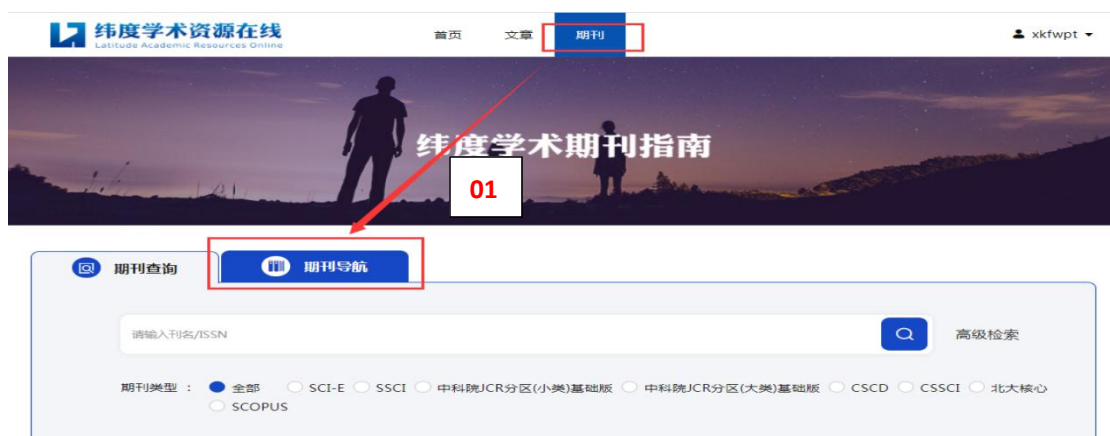 纬度学术资源在线
Latitude Academic Resources Online
首页 文章 期刊
xkfwpt
纬度学术期刊指南
01
期刊查询 期刊导航
请输入刊名/ISSN
高级检索
期刊类型 : 全部 SCI-E SSCI 中科院JCR分区(小类)基础版 中科院JCR分区(大类)基础版 CSCD CSSCI 北大核心
SCOPUS